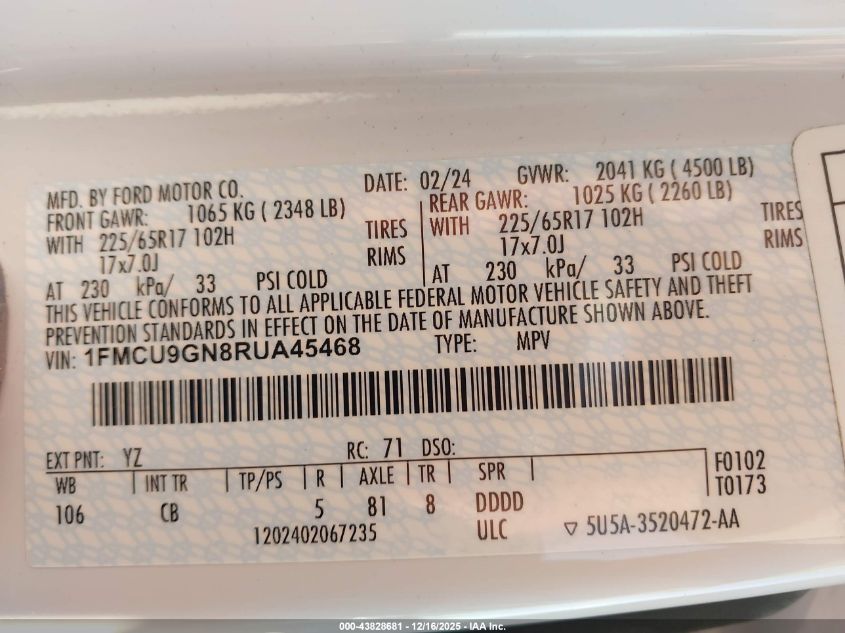 MFD. BY FORD MOTOR CO. DATE: 02/24 GVWR: 2041 KG ( 4500 LB)
FRONT GAWR: 1065 KG ( 2348 LB) REAR GAWR: 1025 KG ( 2260 LB)
WITH 225/65R17 102H TIRES WITH 225/65R17 102H TIRES
17x7.0J RIMS 17x7.0J RIMS
AT 230 kPa/ 33 PSI COLD AT 230 kPa/ 33 PSI COLD
THIS VEHICLE CONFORMS TO ALL APPLICABLE FEDERAL MOTOR VEHICLE SAFETY AND THEFT
PREVENTION STANDARDS IN EFFECT ON THE DATE OF MANUFACTURE SHOWN ABOVE.
VIN: 1FMCU9GN8RUA45468 TYPE: MPV
EXT PNT: YZ RC: 71 DSO:
WB INT TR TP/PS R AXLE TR SPR F0102
106 CB 5 81 8 DDDD T0173
1202402067235 ULC 5U5A-3520472-AA
000-43828681 - 12/16/2025 - IAA Inc.